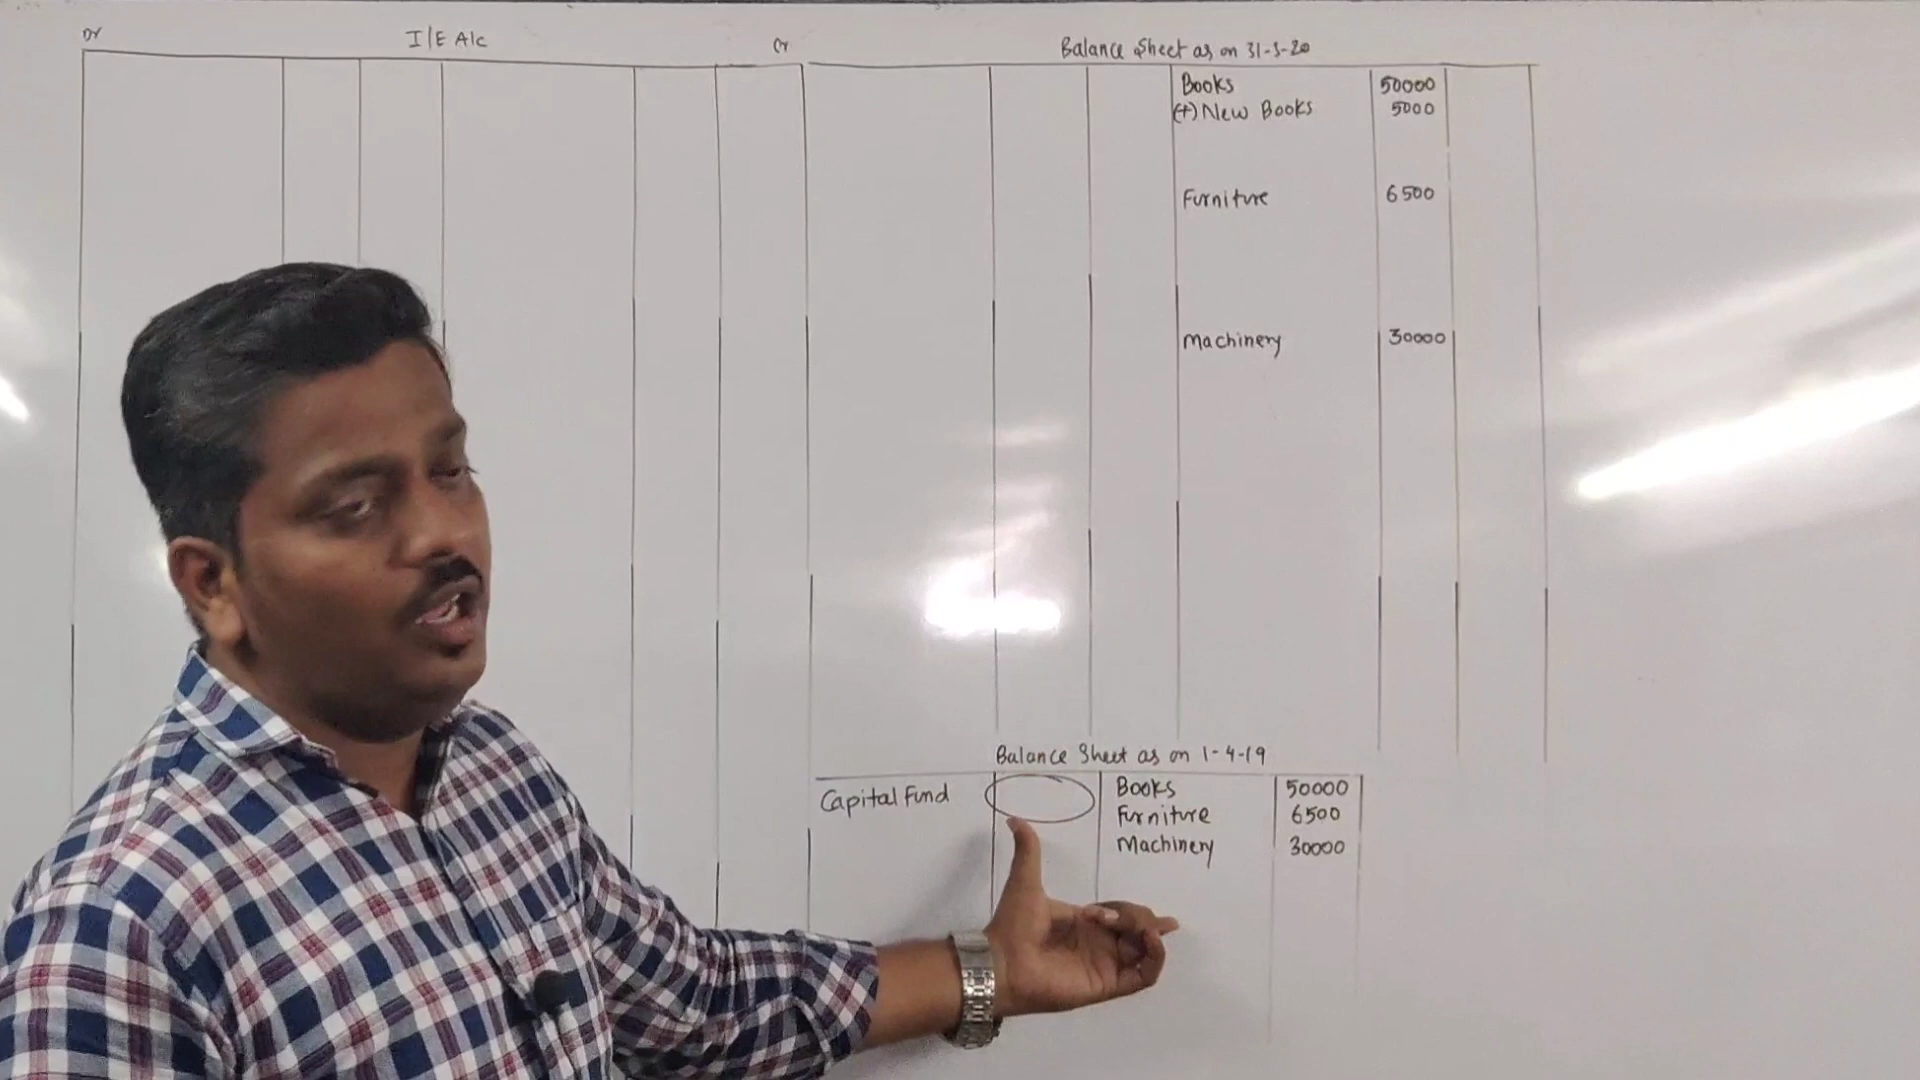 Dr I/E A/c Cr
Balance Sheet as on 31-3-20
Books 50000
(+) New Books 5000
Furniture 6500
Machinery 30000
Balance Sheet as on 1-4-19
Capital Fund Books 50000
Furniture 6500
Machinery 30000